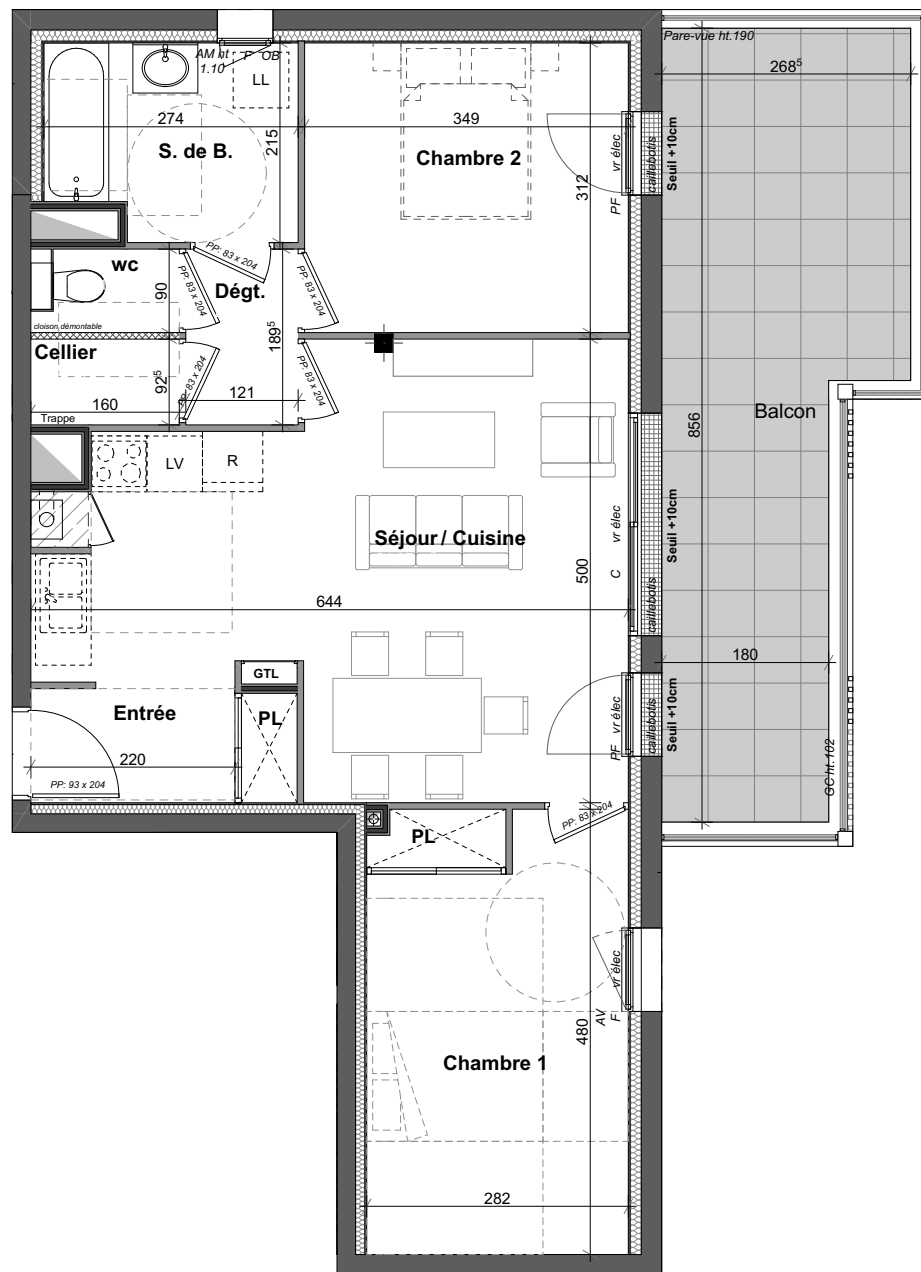 Pare-vue ht.190
268⁵
AM ht
1.10
F OB
LL
274
349
215
S. de B.
Chambre 2
312
vr élec
PF
caillebotis
Seuil +10cm
PP: 83 x 204
wc
90
PP: 83 x 204
Dégt.
PP: 83 x 204
cloison démontable
189⁵
Cellier
92⁵
PP: 83 x 204
PP: 83 x 204
160
121
Trappe
Balcon
856
LV
R
Séjour / Cuisine
500
C
vr élec
caillebotis
Seuil +10cm
644
180
GTL
Entrée
PL
220
PP: 93 x 204
PF
vr élec
caillebotis
Seuil +10cm
GC ht.102
PP: 83 x 204
PL
AV
F
vr élec
480
Chambre 1
282